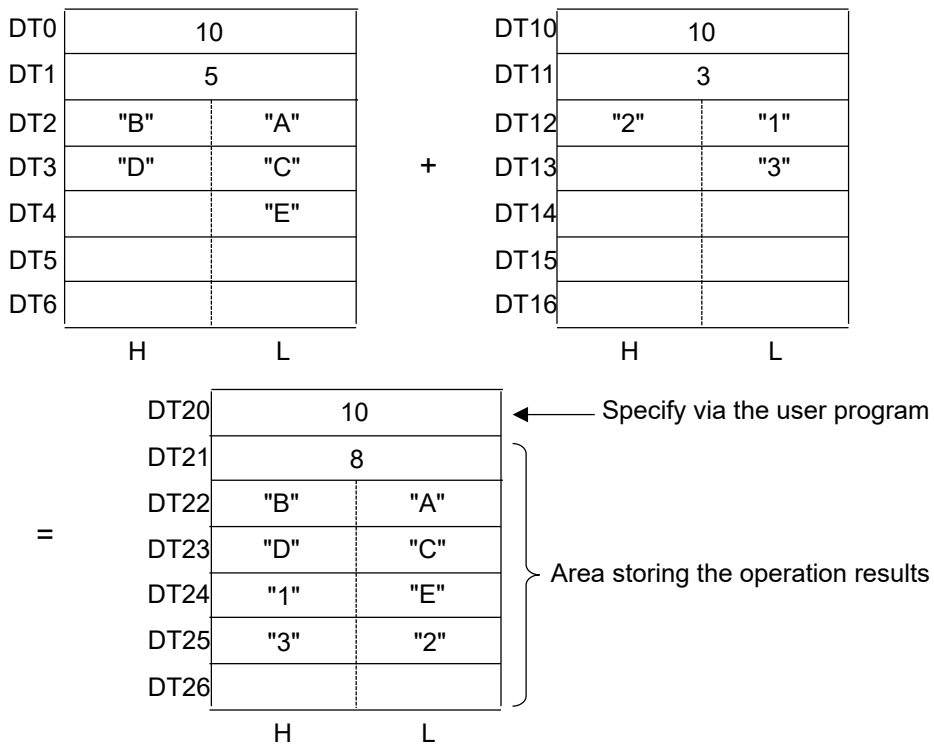 DT0 10 DT10 10
DT1 5 DT11 3
DT2 "B" "A" DT12 "2" "1"
DT3 "D" "C" + DT13 "3"
DT4 "E" DT14
DT5 DT15
DT6 DT16
H L H L
DT20 10 Specify via the user program
DT21 8
DT22 "B" "A"
= DT23 "D" "C"
DT24 "1" "E" Area storing the operation results
DT25 "3" "2"
DT26
H L